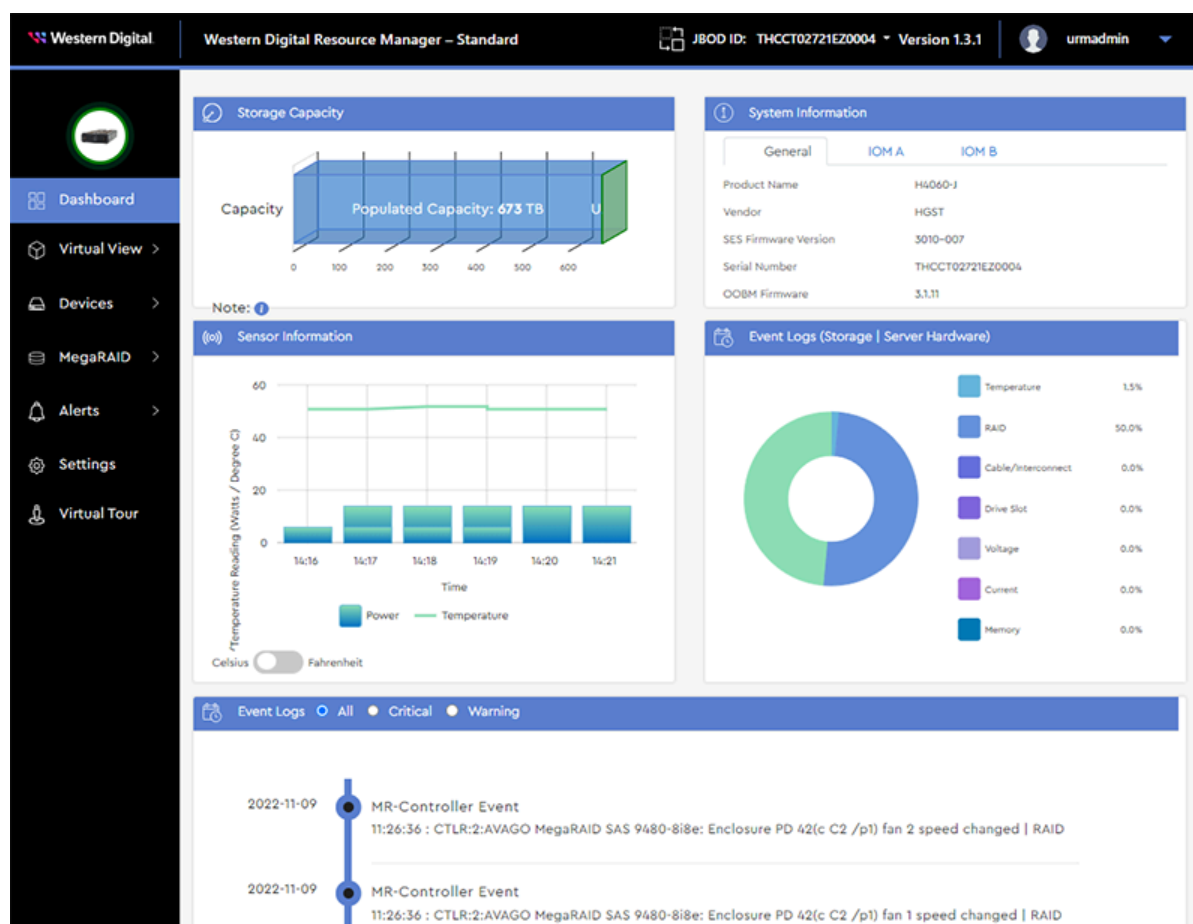 Western Digital.
Western Digital Resource Manager – Standard
JBOD ID: THCCT02721EZ0004
Version 1.3.1
urmadmin
Dashboard
Virtual View >
Devices >
MegaRAID >
Alerts >
Settings
Virtual Tour
Storage Capacity
Capacity
Populated Capacity: 673 TB U
0 100 200 300 400 500 600
Note: i
System Information
General IOM A IOM B
Product Name H4060-J
Vendor HGST
SES Firmware Version 3010-007
Serial Number THCCT02721EZ0004
OOBM Firmware 3.1.11
Sensor Information
Temperature Reading (Watts / Degree C)
60
40
20
0
14:16 14:17 14:18 14:19 14:20 14:21
Time
Power Temperature
Celsius Fahrenheit
Event Logs (Storage | Server Hardware)
Temperature 1.5%
RAID 50.0%
Cable/Interconnect 0.0%
Drive Slot 0.0%
Voltage 0.0%
Current 0.0%
Memory 0.0%
Event Logs All Critical Warning
2022-11-09
MR-Controller Event
11:26:36 : CTLR:2:AVAGO MegaRAID SAS 9480-8i8e: Enclosure PD 42(c C2 /p1) fan 2 speed changed | RAID
2022-11-09
MR-Controller Event
11:26:36 : CTLR:2:AVAGO MegaRAID SAS 9480-8i8e: Enclosure PD 42(c C2 /p1) fan 1 speed changed | RAID